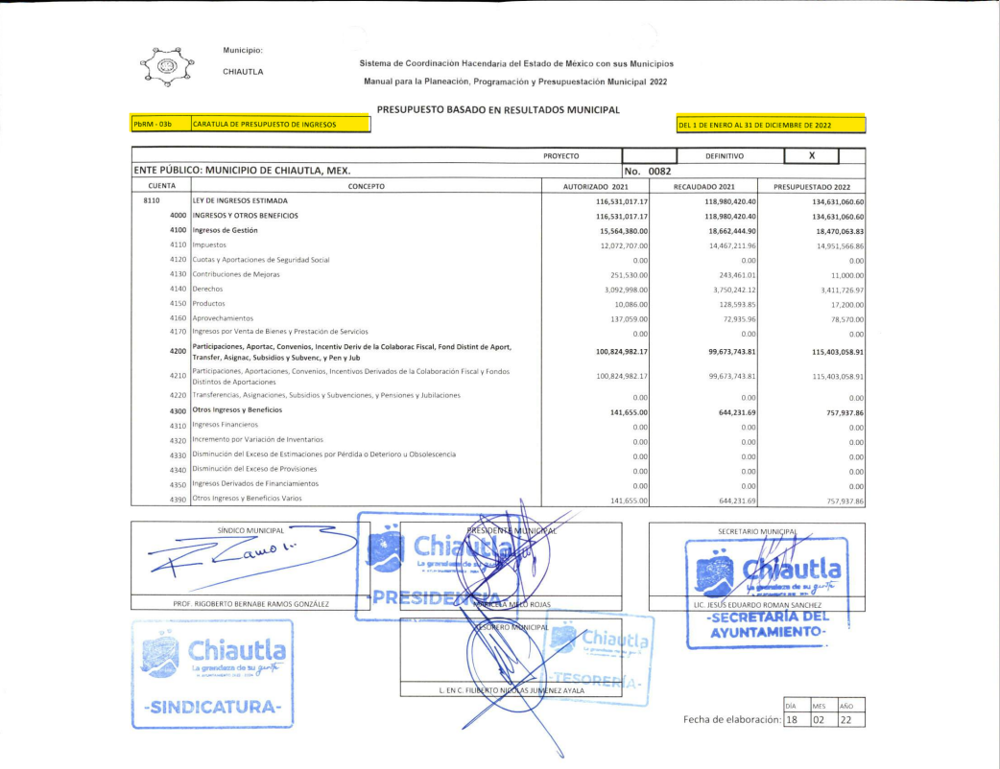 Municipio:
CHIAUTLA
Sistema de Coordinación Hacendaria del Estado de México con sus Municipios
Manual para la Planeación, Programación y Presupuestación Municipal 2022
PRESUPUESTO BASADO EN RESULTADOS MUNICIPAL
PbRM - 03b CARATULA DE PRESUPUESTO DE INGRESOS DEL 1 DE ENERO AL 31 DE DICIEMBRE DE 2022
PROYECTO DEFINITIVO X
ENTE PÚBLICO: MUNICIPIO DE CHIAUTLA, MEX. No. 0082
CUENTA CONCEPTO AUTORIZADO 2021 RECAUDADO 2021 PRESUPUESTADO 2022
8110 LEY DE INGRESOS ESTIMADA 116,531,017.17 118,980,420.40 134,631,060.60
4000 INGRESOS Y OTROS BENEFICIOS 116,531,017.17 118,980,420.40 134,631,060.60
4100 Ingresos de Gestión 15,564,380.00 18,662,444.90 18,470,063.83
4110 Impuestos 12,072,707.00 14,467,211.96 14,951,566.86
4120 Cuotas y Aportaciones de Seguridad Social 0.00 0.00 0.00
4130 Contribuciones de Mejoras 251,530.00 243,461.01 11,000.00
4140 Derechos 3,092,998.00 3,750,242.12 3,411,726.97
4150 Productos 10,086.00 128,593.85 17,200.00
4160 Aprovechamientos 137,059.00 72,935.96 78,570.00
4170 Ingresos por Venta de Bienes y Prestación de Servicios 0.00 0.00 0.00
4200 Participaciones, Aportac, Convenios, Incentiv Deriv de la Colaborac Fiscal, Fond Distint de Aport, 100,824,982.17 99,673,743.81 115,403,058.91
Transfer, Asignac, Subsidios y Subvenc, y Pen y Jub
4210 Participaciones, Aportaciones, Convenios, Incentivos Derivados de la Colaboración Fiscal y Fondos 100,824,982.17 99,673,743.81 115,403,058.91
Distintos de Aportaciones
4220 Transferencias, Asignaciones, Subsidios y Subvenciones, y Pensiones y Jubilaciones 0.00 0.00 0.00
4300 Otros Ingresos y Beneficios 141,655.00 644,231.69 757,937.86
4310 Ingresos Financieros 0.00 0.00 0.00
4320 Incremento por Variación de Inventarios 0.00 0.00 0.00
4330 Disminución del Exceso de Estimaciones por Pérdida o Deterioro u Obsolescencia 0.00 0.00 0.00
4340 Disminución del Exceso de Provisiones 0.00 0.00 0.00
4350 Ingresos Derivados de Financiamientos 0.00 0.00 0.00
4390 Otros Ingresos y Beneficios Varios 141,655.00 644,231.69 757,937.86
SÍNDICO MUNICIPAL PRESIDENTE MUNICIPAL SECRETARIO MUNICIPAL
Chiautla
La grandeza de su
-PRESIDENCIA
Chiautla
La grandeza de su gente
PROF. RIGOBERTO BERNABE RAMOS GONZÁLEZ MELO ROJAS LIC. JESÚS EDUARDO ROMAN SANCHEZ
-SECRETARÍA DEL
AYUNTAMIENTO-
TESORERO MUNICIPAL
Chiautla
La grandeza de su gente
Chiautla
-TESORERÍA-
L. EN C. FILIBERTO NICOLAS JIMENEZ AYALA
-SINDICATURA-
DÍA MES AÑO
Fecha de elaboración: 18 02 22